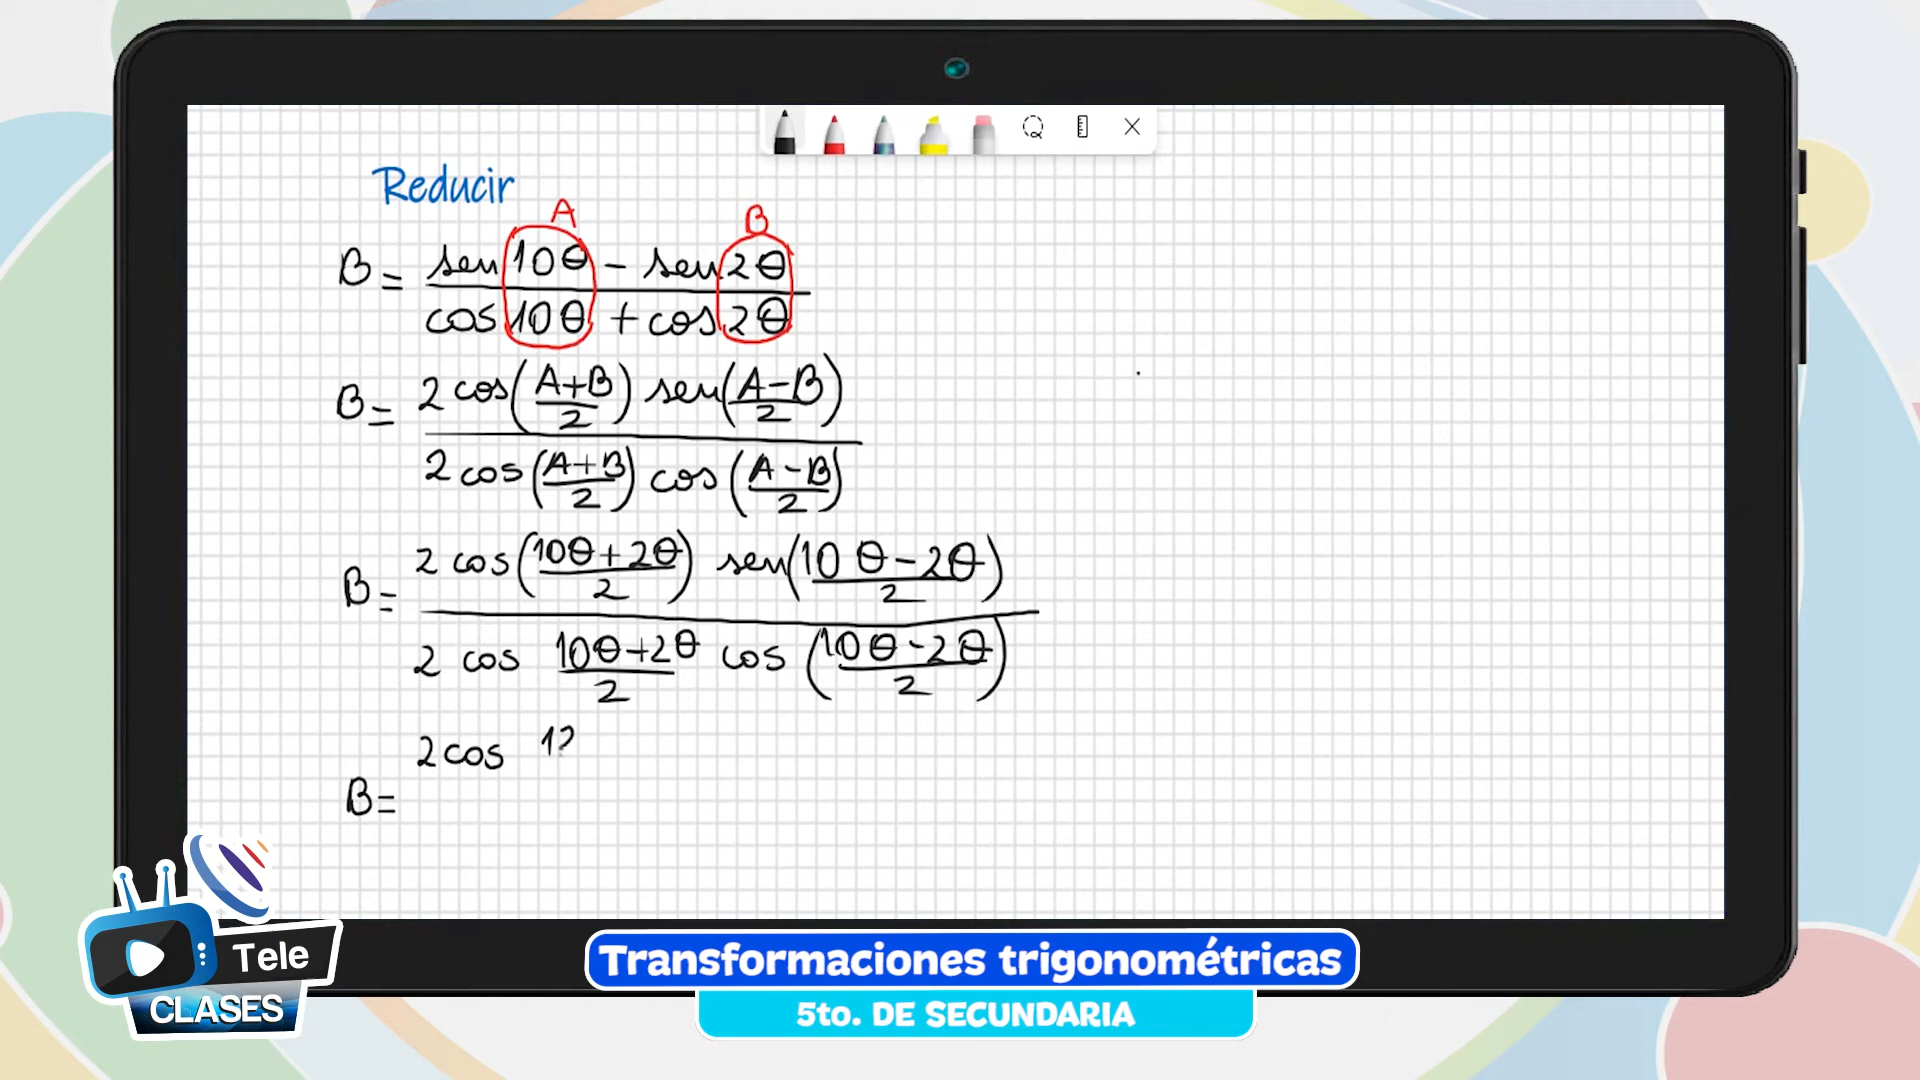 Reducir
A B
B = sen 10θ - sen 2θ
cos 10θ + cos 2θ
B = 2 cos (A+B/2) sen (A-B/2)
2 cos (A+B/2) cos (A-B/2)
B = 2 cos (10θ+2θ/2) sen (10θ-2θ/2)
2 cos 10θ+2θ/2 cos (10θ-2θ/2)
2 cos 12
B =
Tele
CLASES
Transformaciones trigonométricas
5to. DE SECUNDARIA